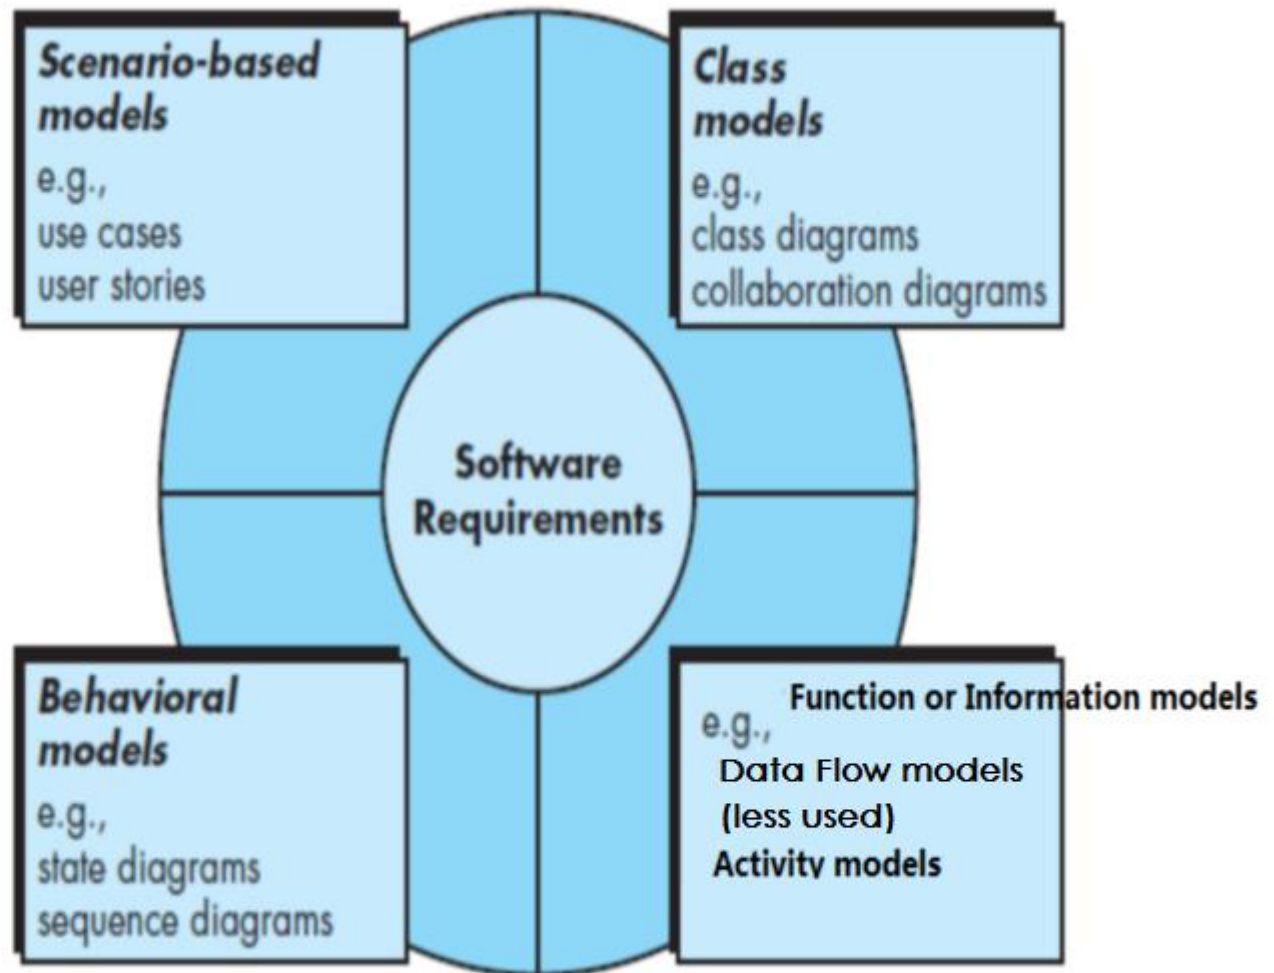 Scenario-based
models
e.g.,
use cases
user stories
Class
models
e.g.,
class diagrams
collaboration diagrams
Software
Requirements
Behavioral
models
e.g.,
state diagrams
sequence diagrams
Function or Information models
e.g.,
Data Flow models
(less used)
Activity models